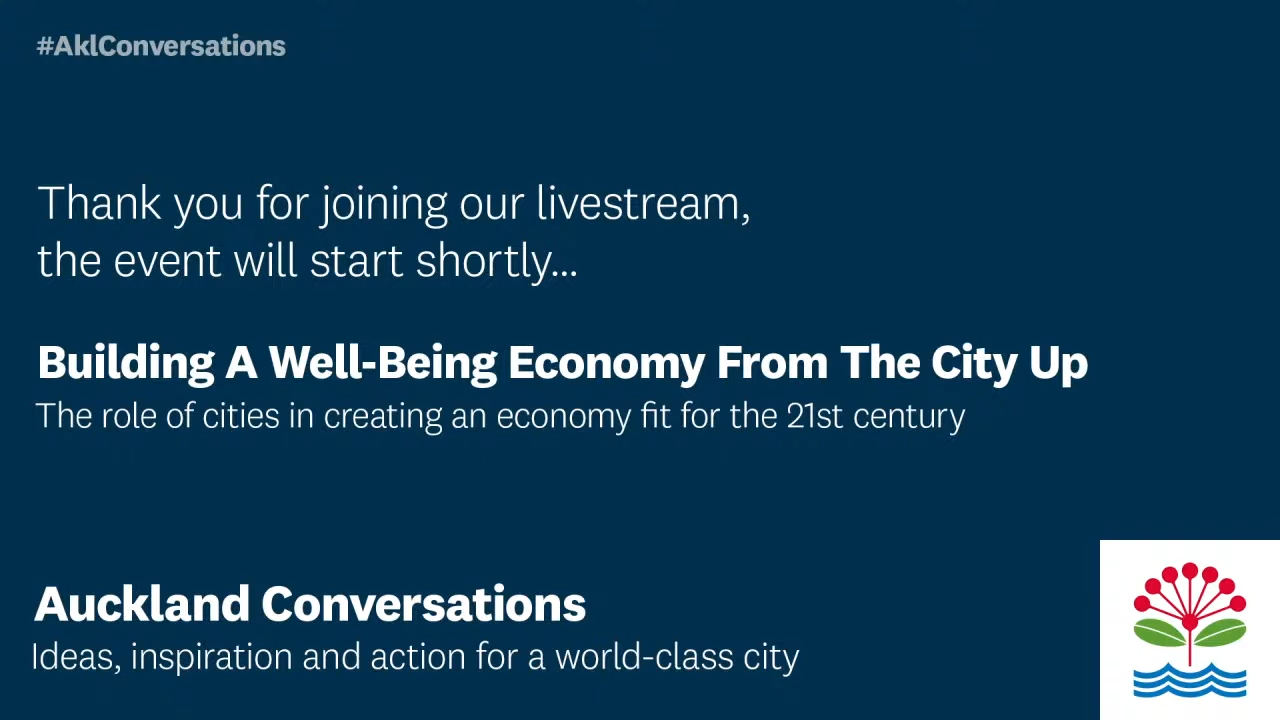 #AklConversations
Thank you for joining our livestream,
the event will start shortly...
Building A Well-Being Economy From The City Up
The role of cities in creating an economy fit for the 21st century
Auckland Conversations
Ideas, inspiration and action for a world-class city